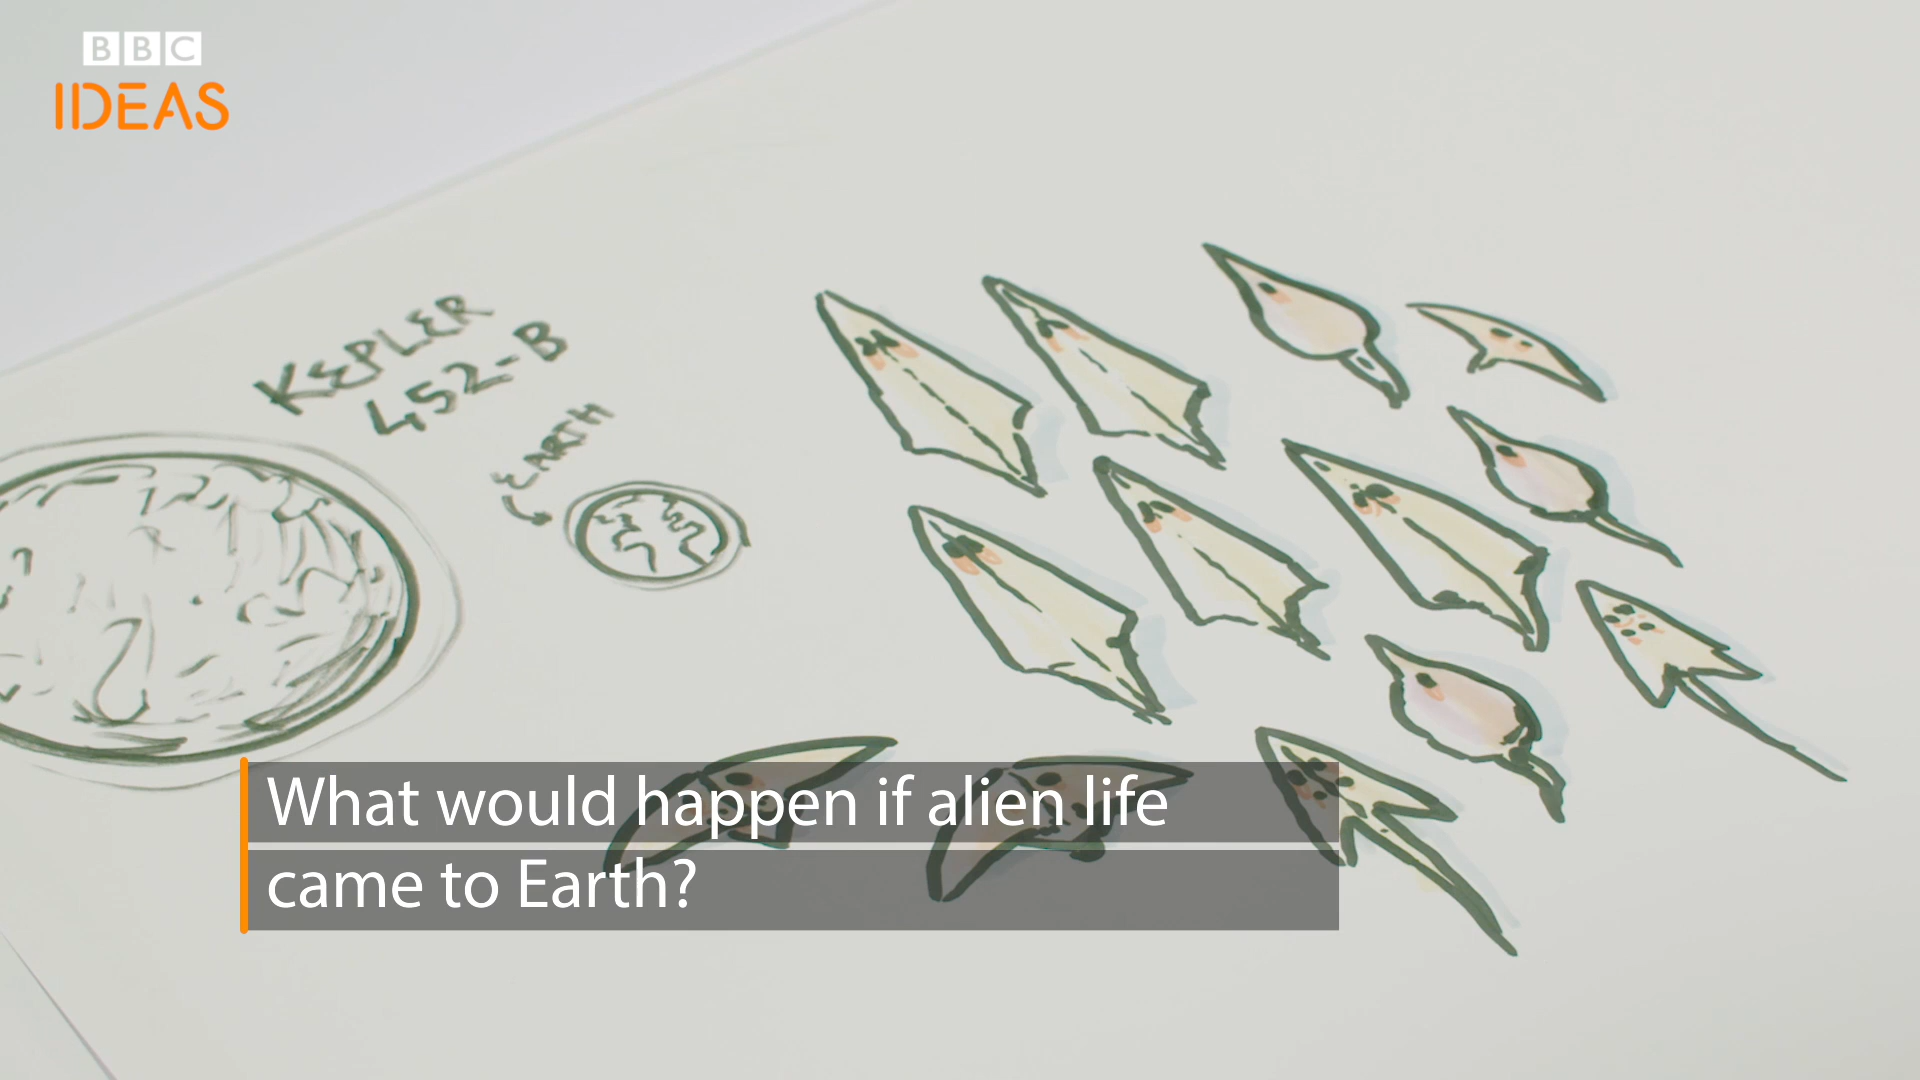 BBC
IDEAS
KEPLER
452-B
EARTH
What would happen if alien life
came to Earth?